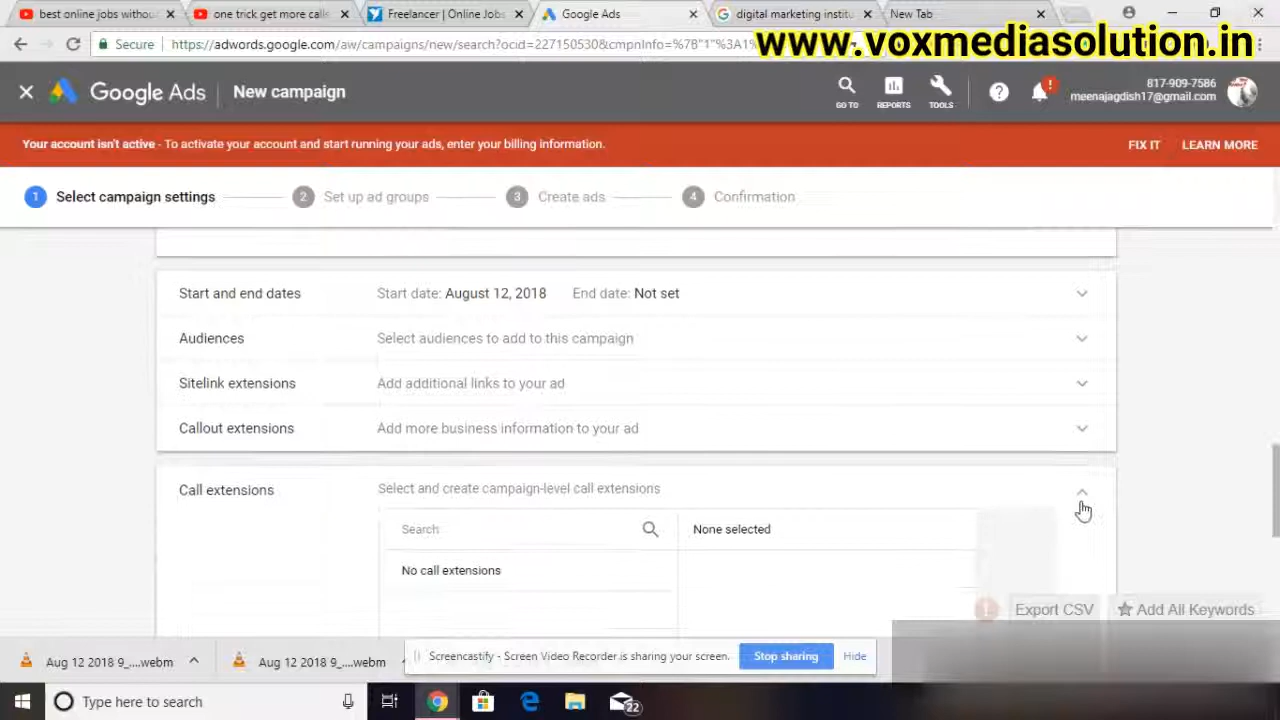 best online jobs without
one trick get more calls
Freelancer | Online Jobs
Google Ads
digital marketing institu
New Tab
Secure
https://adwords.google.com/aw/campaigns/new/search?ocid=227150530&cmpnInfo=%7B"1"%3A1%
www.voxmediasolution.in
Google Ads
New campaign
GO TO
REPORTS
TOOLS
817-909-7586
meenajagdish17@gmail.com
Your account isn't active - To activate your account and start running your ads, enter your billing information.
FIX IT
LEARN MORE
1 Select campaign settings
2 Set up ad groups
3 Create ads
4 Confirmation
Start and end dates
Start date: August 12, 2018
End date: Not set
Audiences
Select audiences to add to this campaign
Sitelink extensions
Add additional links to your ad
Callout extensions
Add more business information to your ad
Call extensions
Select and create campaign-level call extensions
Search
None selected
No call extensions
Export CSV
Add All Keywords
Aug 12 2018 9_....webm
Aug 12 2018 9_....webm
Screencastify - Screen Video Recorder is sharing your screen.
Stop sharing
Hide
Type here to search
22